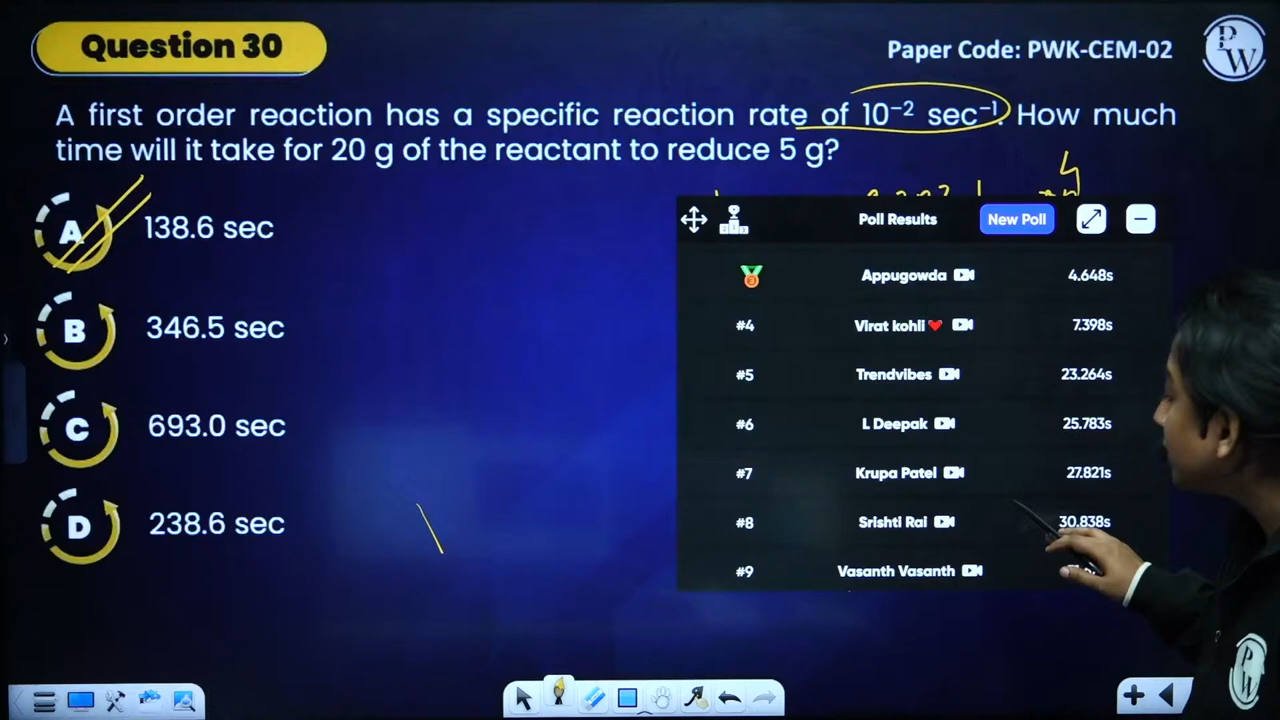 Question 30
Paper Code: PWK-CEM-02
PW
A first order reaction has a specific reaction rate of 10⁻² sec⁻¹. How much
time will it take for 20 g of the reactant to reduce 5 g?
A 138.6 sec
B 346.5 sec
C 693.0 sec
D 238.6 sec
Poll Results New Poll
Appugowda 4.648s
#4 Virat kohli❤ 7.398s
#5 Trendvibes 23.264s
#6 L Deepak 25.783s
#7 Krupa Patel 27.821s
#8 Srishti Rai 30.838s
#9 Vasanth Vasanth
PW